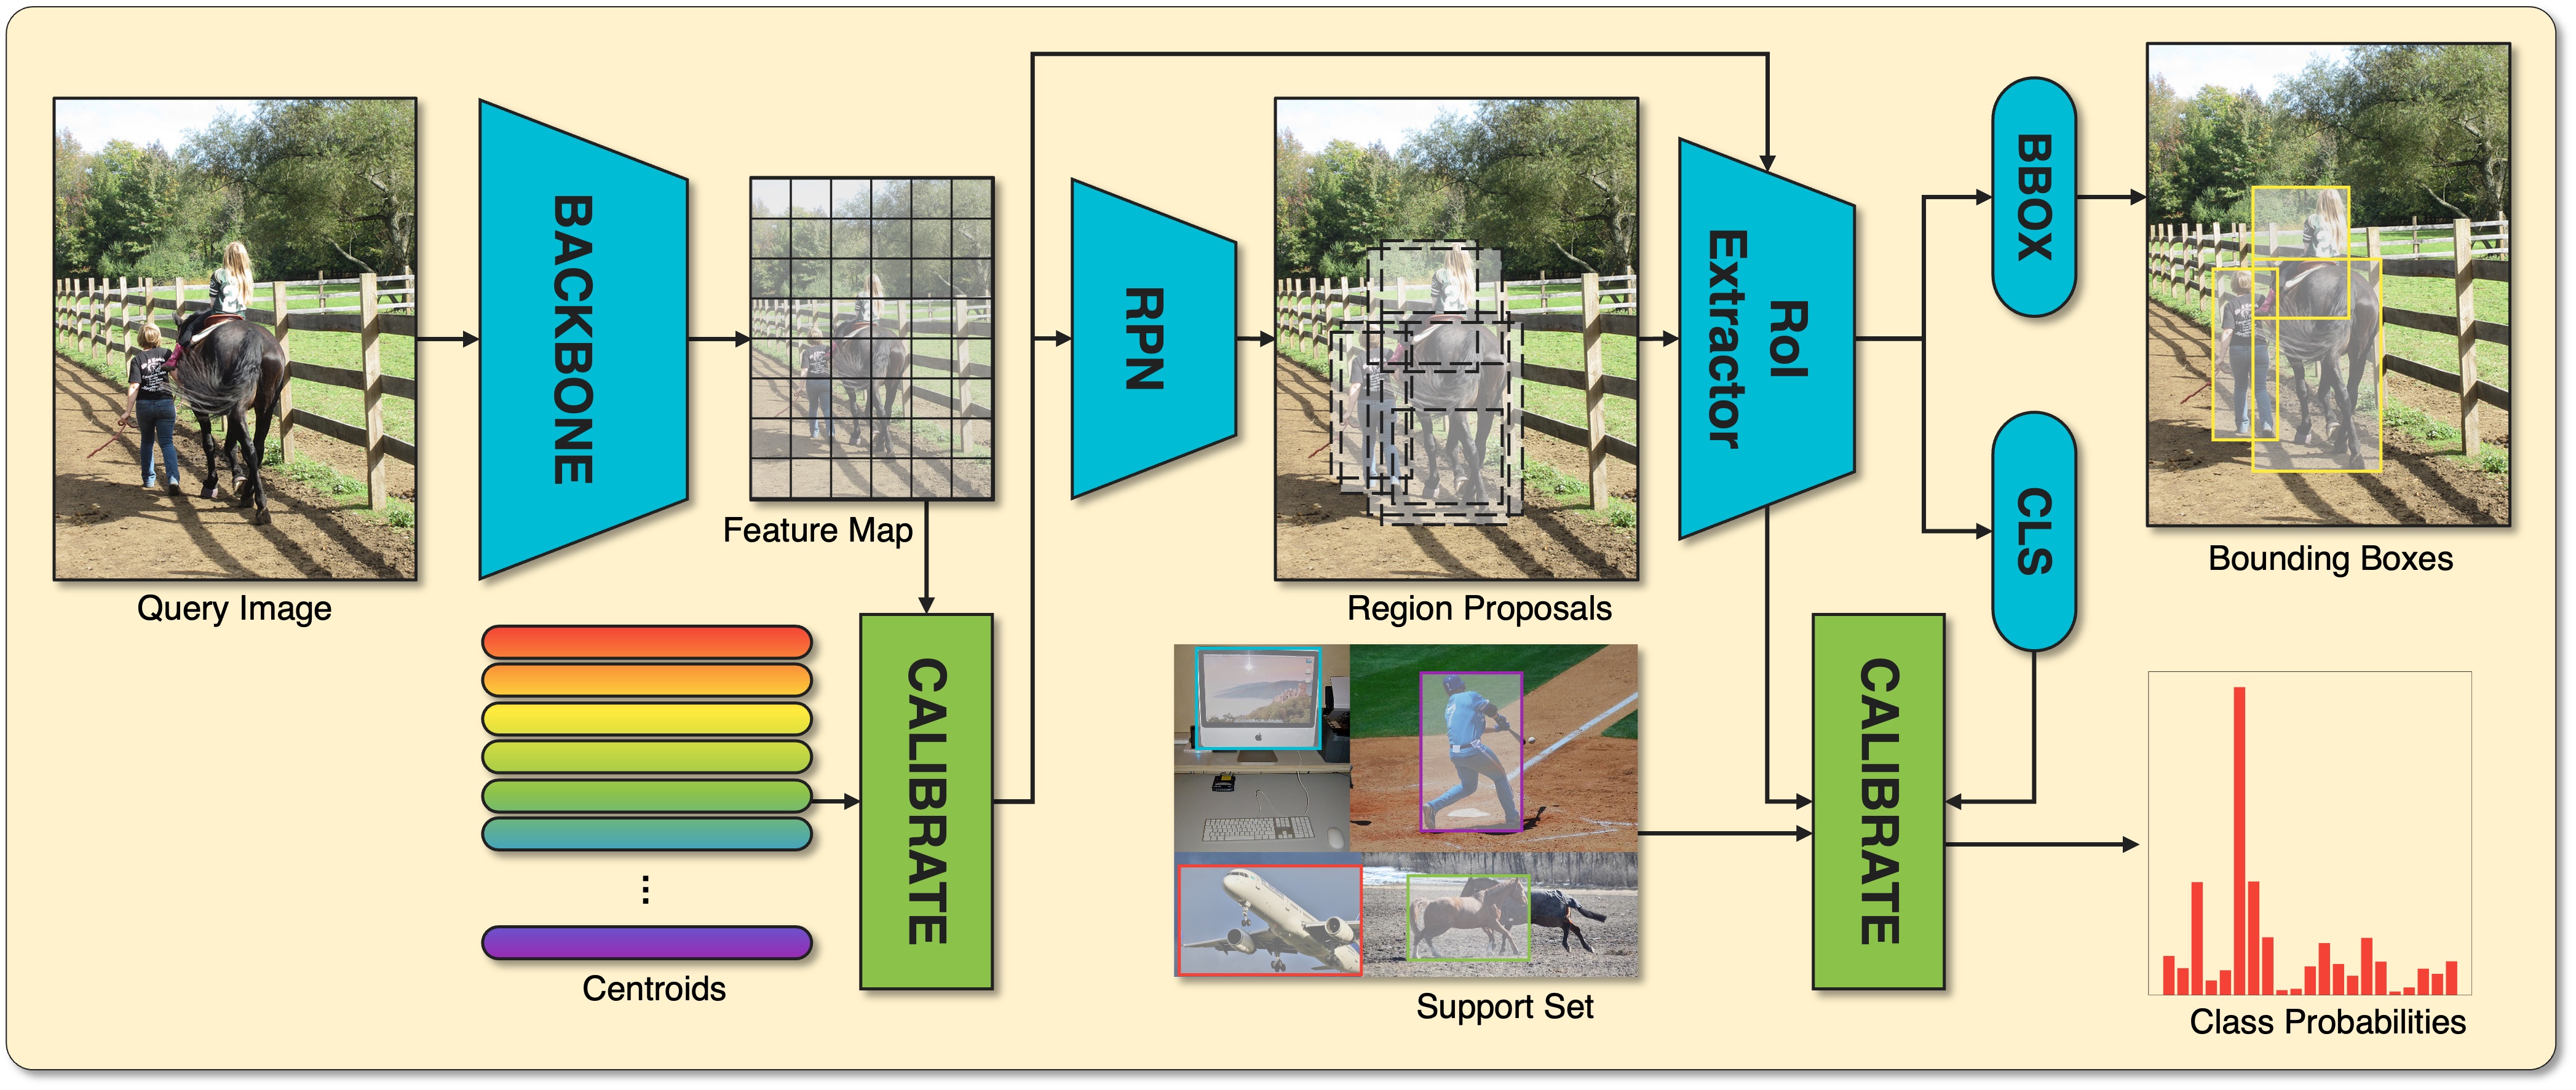 Query Image
BACKBONE
Feature Map
Centroids
CALIBRATE
RPN
Region Proposals
Support Set
RoI
Extractor
BBOX
CLS
CALIBRATE
Bounding Boxes
Class Probabilities